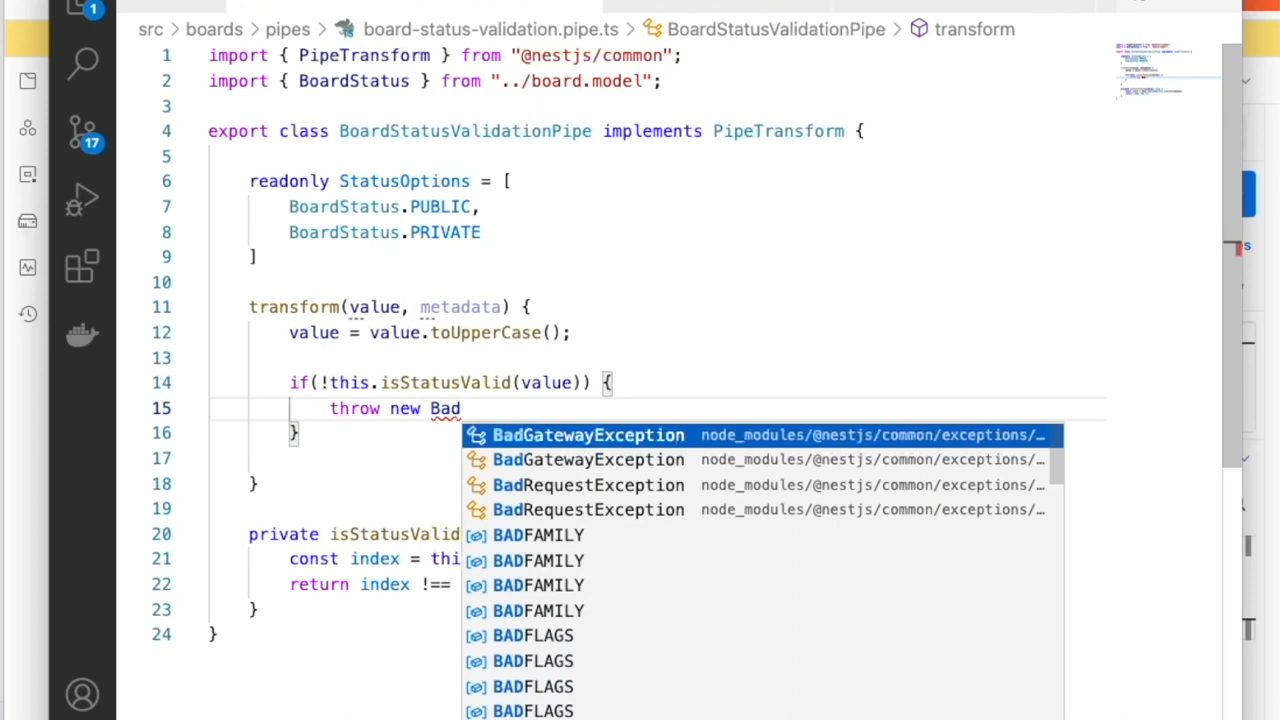 1
src > boards > pipes > board-status-validation.pipe.ts > BoardStatusValidationPipe > transform
1 import { PipeTransform } from "@nestjs/common";
2 import { BoardStatus } from "../board.model";
3
4 export class BoardStatusValidationPipe implements PipeTransform {
5
6 readonly StatusOptions = [
7 BoardStatus.PUBLIC,
8 BoardStatus.PRIVATE
9 ]
10
11 transform(value, metadata) {
12 value = value.toUpperCase();
13
14 if(!this.isStatusValid(value)) {
15 throw new Bad
16 }
17
18 }
19
20 private isStatusValid
21 const index = thi
22 return index !==
23 }
24 }
17
BadGatewayException node_modules/@nestjs/common/exceptions/…
BadGatewayException node_modules/@nestjs/common/exceptions/…
BadRequestException node_modules/@nestjs/common/exceptions/…
BadRequestException node_modules/@nestjs/common/exceptions/…
BADFAMILY
BADFAMILY
BADFAMILY
BADFAMILY
BADFLAGS
BADFLAGS
BADFLAGS
BADFLAGS